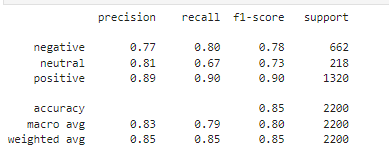 precision recall f1-score support
negative 0.77 0.80 0.78 662
neutral 0.81 0.67 0.73 218
positive 0.89 0.90 0.90 1320
accuracy 0.85 2200
macro avg 0.83 0.79 0.80 2200
weighted avg 0.85 0.85 0.85 2200